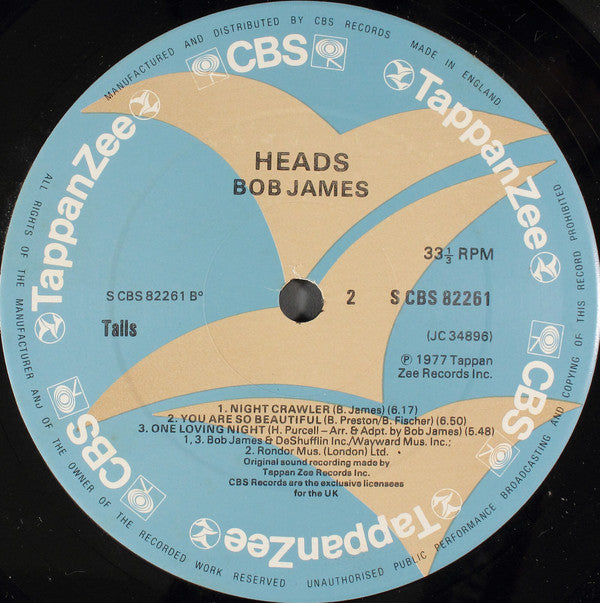 MANUFACTURED AND DISTRIBUTED BY CBS RECORDS MADE IN ENGLAND
CBS
TappanZee
TappanZee
HEADS
BOB JAMES
33⅓ RPM
S CBS 82261 B°
2
S CBS 82261
Tails
(JC 34896)
℗ 1977 Tappan
Zee Records Inc.
1. NIGHT CRAWLER (B. James) (6.17)
2. YOU ARE SO BEAUTIFUL (B. Preston/B. Fischer) (6.50)
3. ONE LOVING NIGHT (H. Purcell – Arr. & Adpt. by Bob James) (5.48)
1, 3. Bob James & DeShufflin Inc./Wayward Mus. Inc.;
2. Rondor Mus. (London) Ltd.
Original sound recording made by
Tappan Zee Records Inc.
CBS Records are the exclusive licensees
for the UK
CBS
CBS
TappanZee
TappanZee
ALL RIGHTS OF THE MANUFACTURER AND OF THE OWNER OF THE RECORDED WORK RESERVED · UNAUTHORISED PUBLIC PERFORMANCE BROADCASTING AND COPYING OF THIS RECORD PROHIBITED